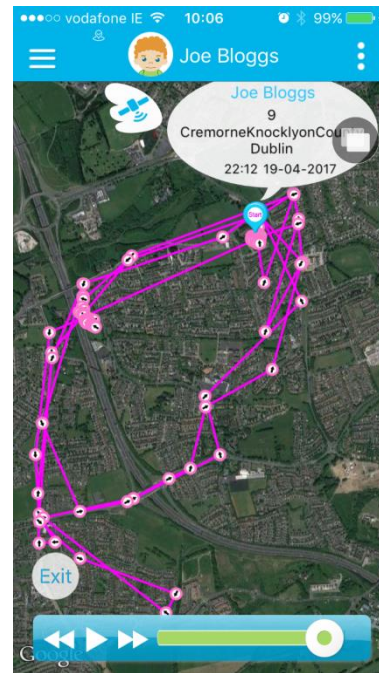 vodafone IE 10:06 99%
Joe Bloggs
Joe Bloggs
9
CremorneKnocklyonCou
Dublin
22:12 19-04-2017
Start
Exit
Google